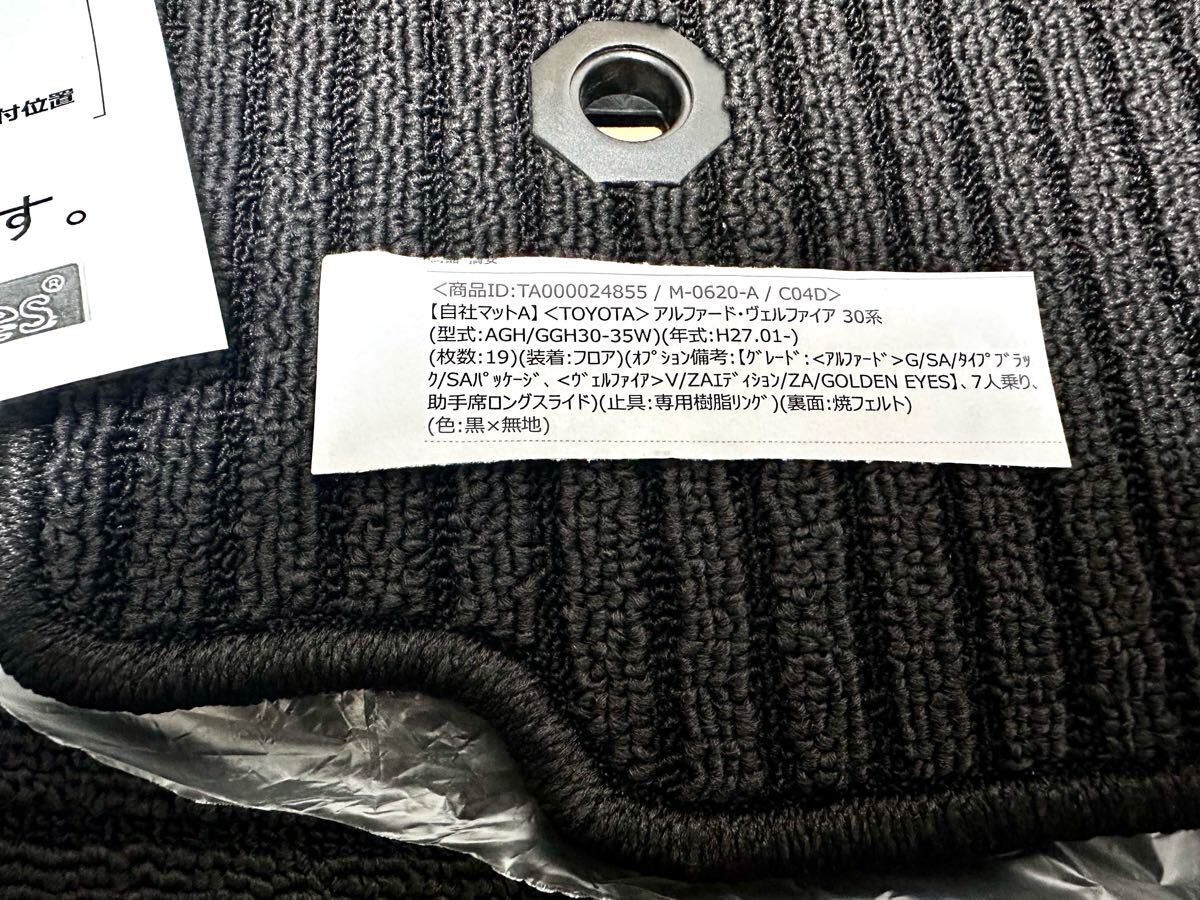 付位置
す。
es®
＜商品ID:TA000024855 / M-0620-A / C04D＞
【自社マットA】＜TOYOTA＞アルファード・ヴェルファイア 30系
(型式:AGH/GGH30-35W)(年式:H27.01-)
(枚数:19)(装着:フロア)(ｵﾌﾟｼｮﾝ備考:【ｸﾞﾚｰﾄﾞ:＜ｱﾙﾌｧｰﾄﾞ＞G/SA/ﾀｲﾌﾟﾌﾞﾗｯ
ｸ/SAﾊﾟｯｹｰｼﾞ、＜ｳﾞｪﾙﾌｧｲｱ＞V/ZAｴﾃﾞｨｼｮﾝ/ZA/GOLDEN EYES】、7人乗り、
助手席ロングスライド)(止具:専用樹脂ﾘﾝｸﾞ)(裏面:焼フェルト)
(色:黒×無地)